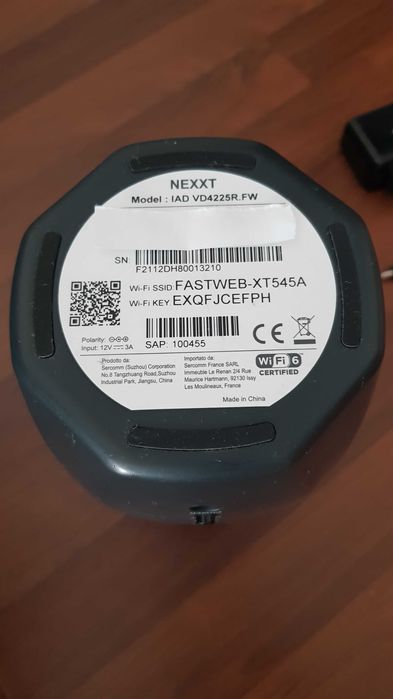 NEXXT
Model : IAD VD4225R.FW
SN:
F2112DH80013210
Wi-Fi SSID FASTWEB-XT545A
Wi-Fi KEY EXQFJCEFPH
Polarity:
Input: 12V 3A
SAP: 100455
CE
Wi Fi 6
CERTIFIED
Prodotto da:
Sercomm (Suzhou) Corporation
No.8 Tangzhuang Road,Suzhou
Industrial Park, Jiangsu, China
Importato da:
Sercomm France SARL
Immeuble Le Renan 2/4 Rue
Maurice Hartmann, 92130 Issy
Les Moulineaux, France
Made in China